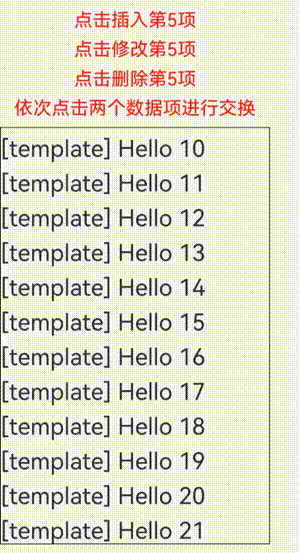 点击插入第5项
点击修改第5项
点击删除第5项
依次点击两个数据项进行交换
[template] Hello 10
[template] Hello 11
[template] Hello 12
[template] Hello 13
[template] Hello 14
[template] Hello 15
[template] Hello 16
[template] Hello 17
[template] Hello 18
[template] Hello 19
[template] Hello 20
[template] Hello 21